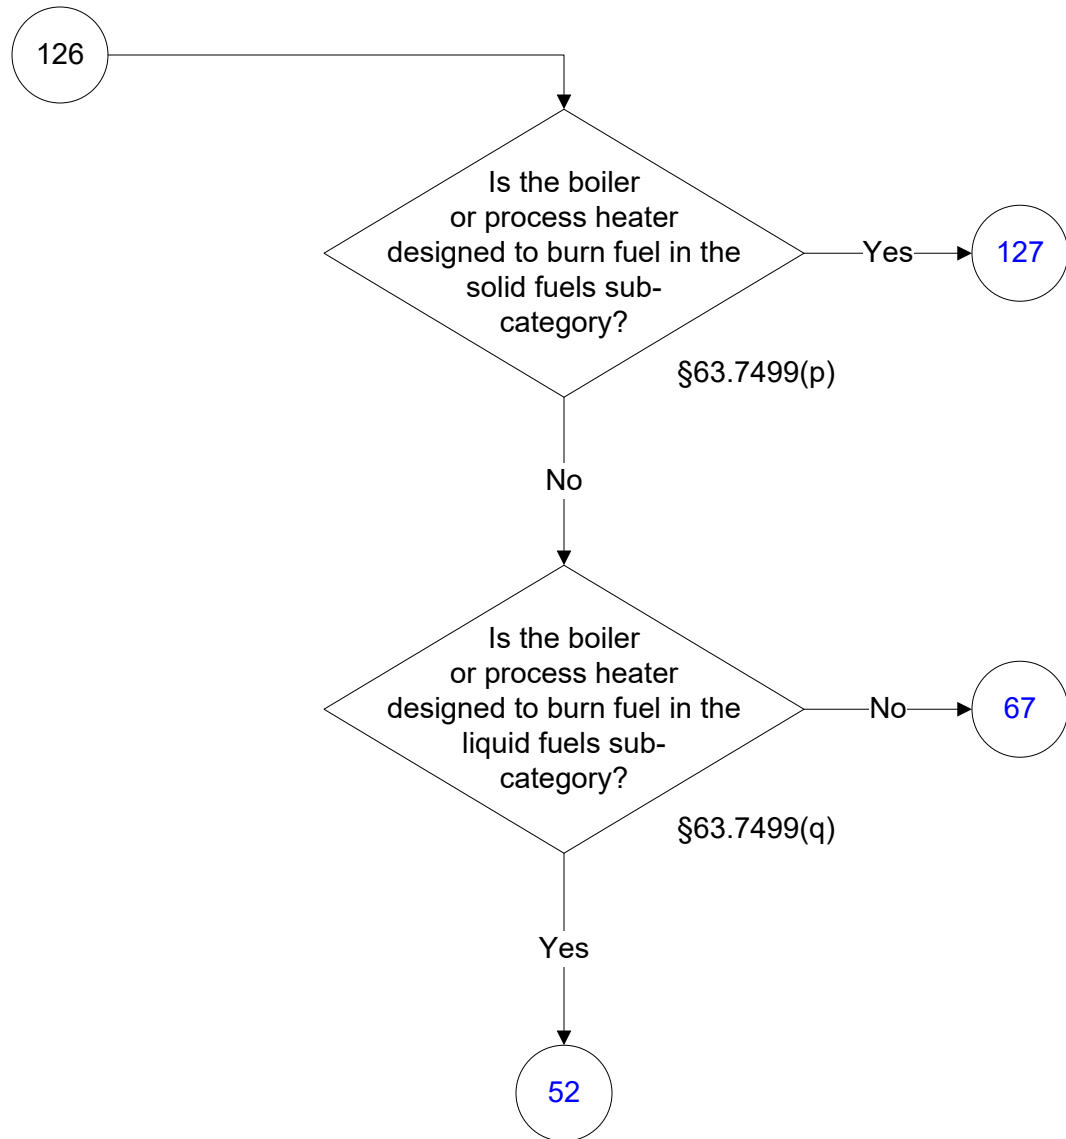 126
Is the boiler
or process heater
designed to burn fuel in the
solid fuels sub-
category?
Yes
127
§63.7499(p)
No
Is the boiler
or process heater
designed to burn fuel in the
liquid fuels sub-
category?
No
67
§63.7499(q)
Yes
52